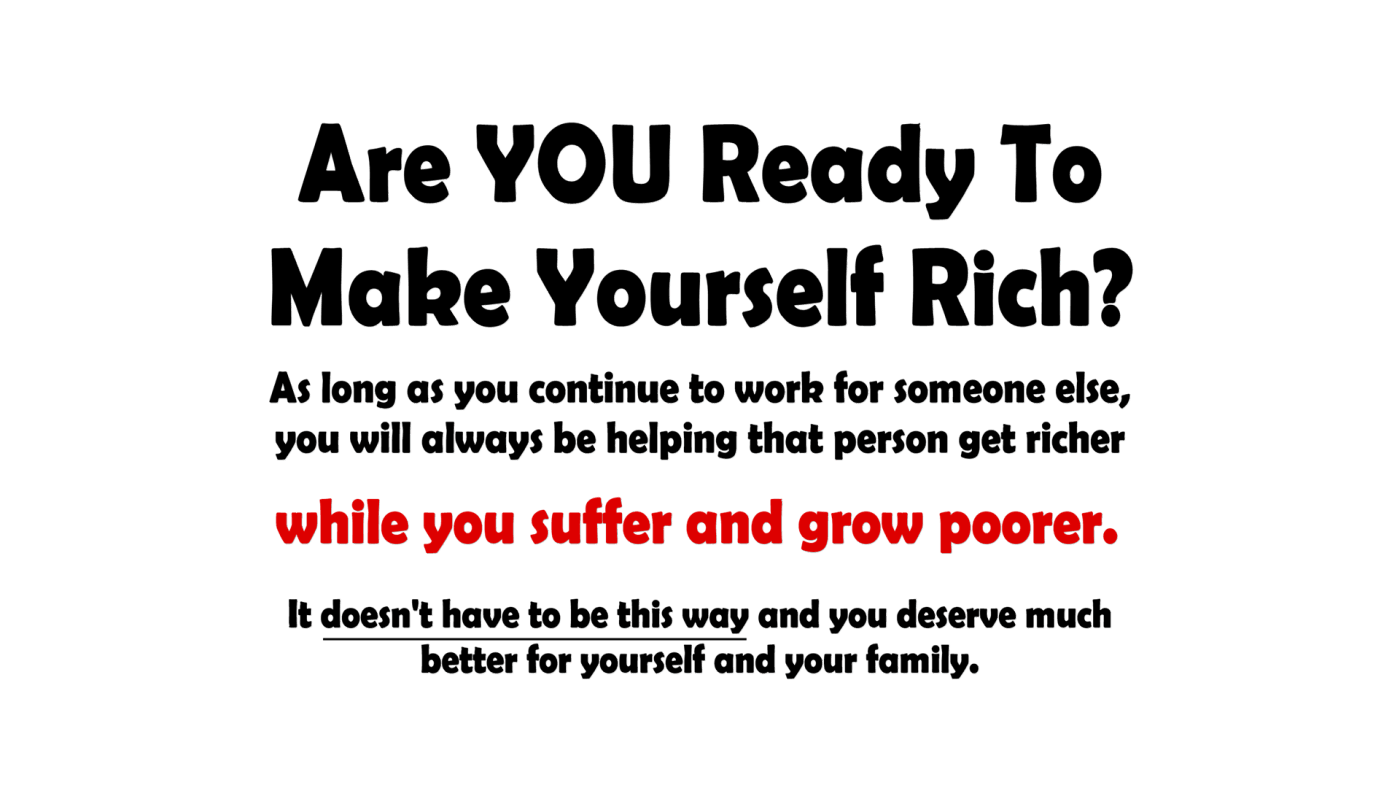 Are YOU Ready To
Make Yourself Rich?
As long as you continue to work for someone else,
you will always be helping that person get richer
while you suffer and grow poorer.
It doesn't have to be this way and you deserve much
better for yourself and your family.